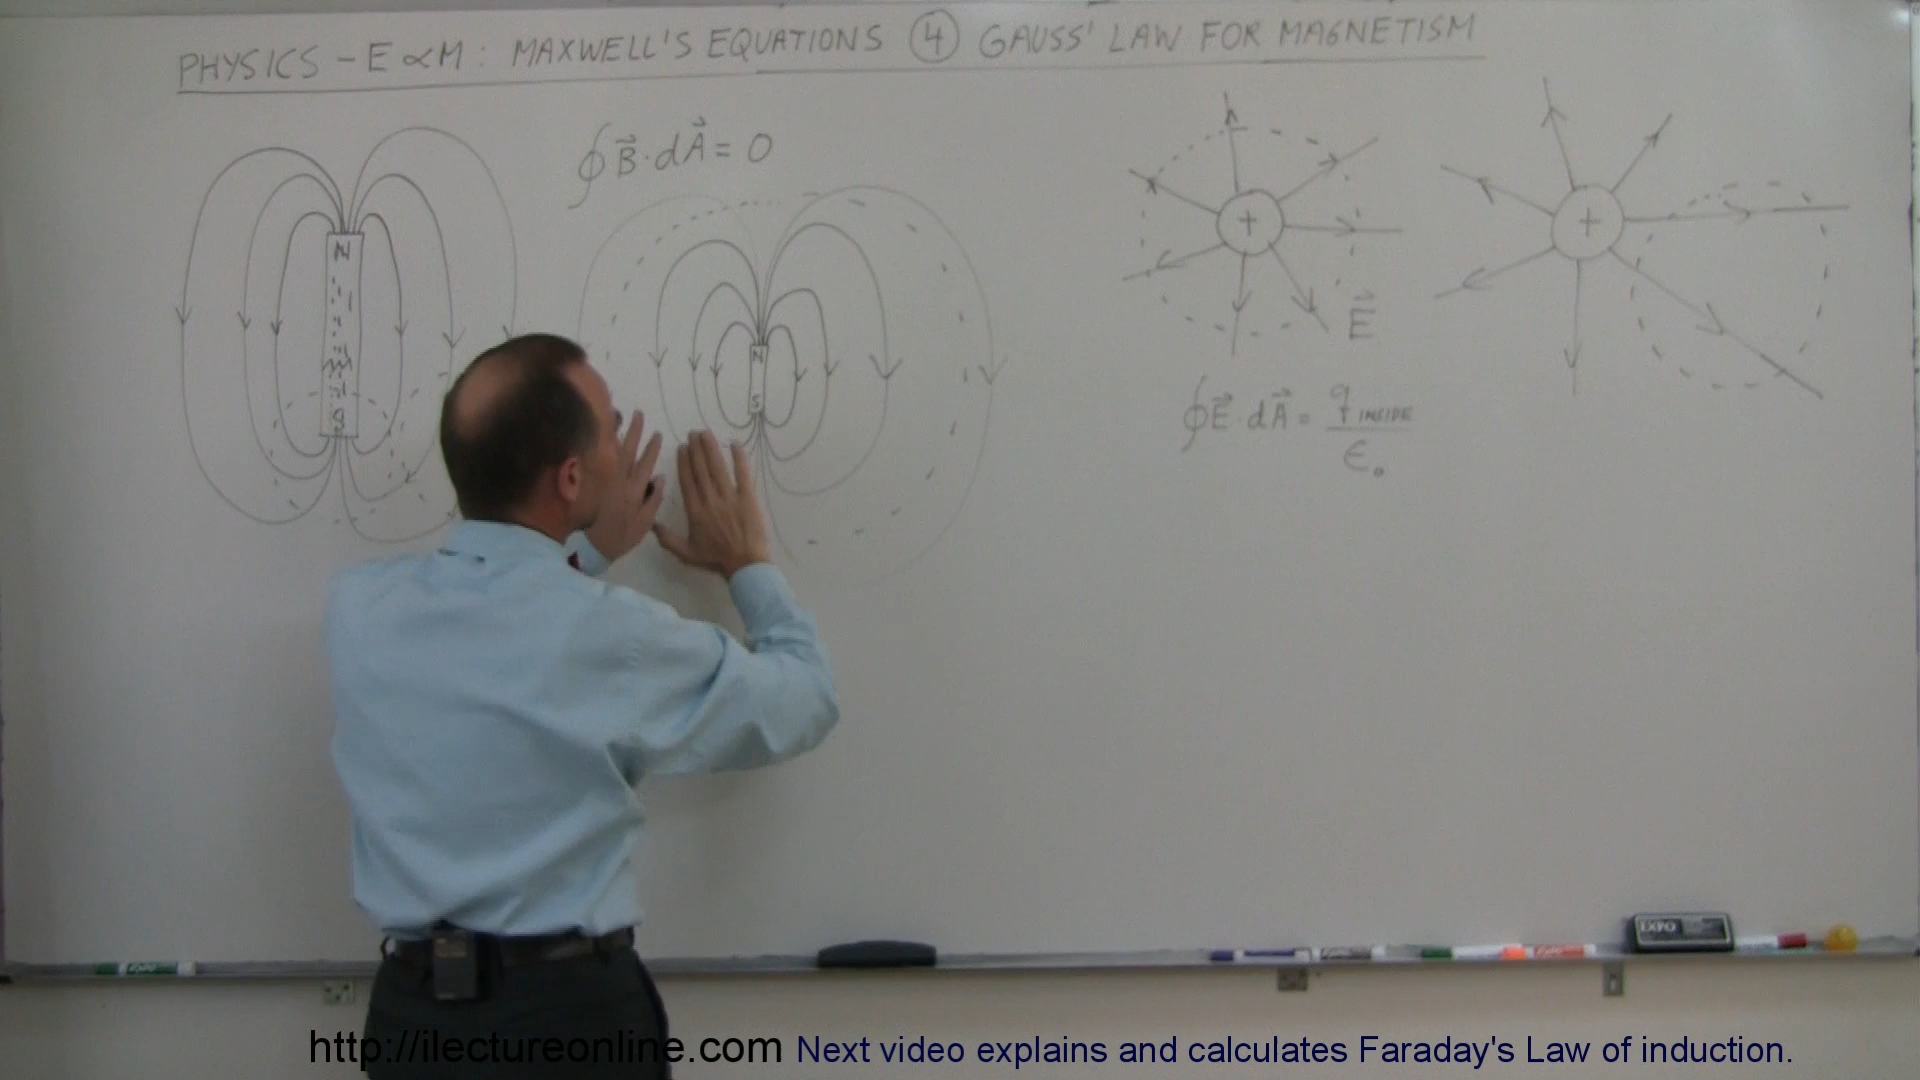 PHYSICS - E & M : MAXWELL'S EQUATIONS ④ GAUSS' LAW FOR MAGNETISM
∮ B⃗ · dA⃗ = 0
N
S
N
S
+
+
E⃗
∮ E⃗ · dA⃗ = q INSIDE / ε₀
EXPO
http://ilectureonline.com Next video explains and calculates Faraday's Law of induction.